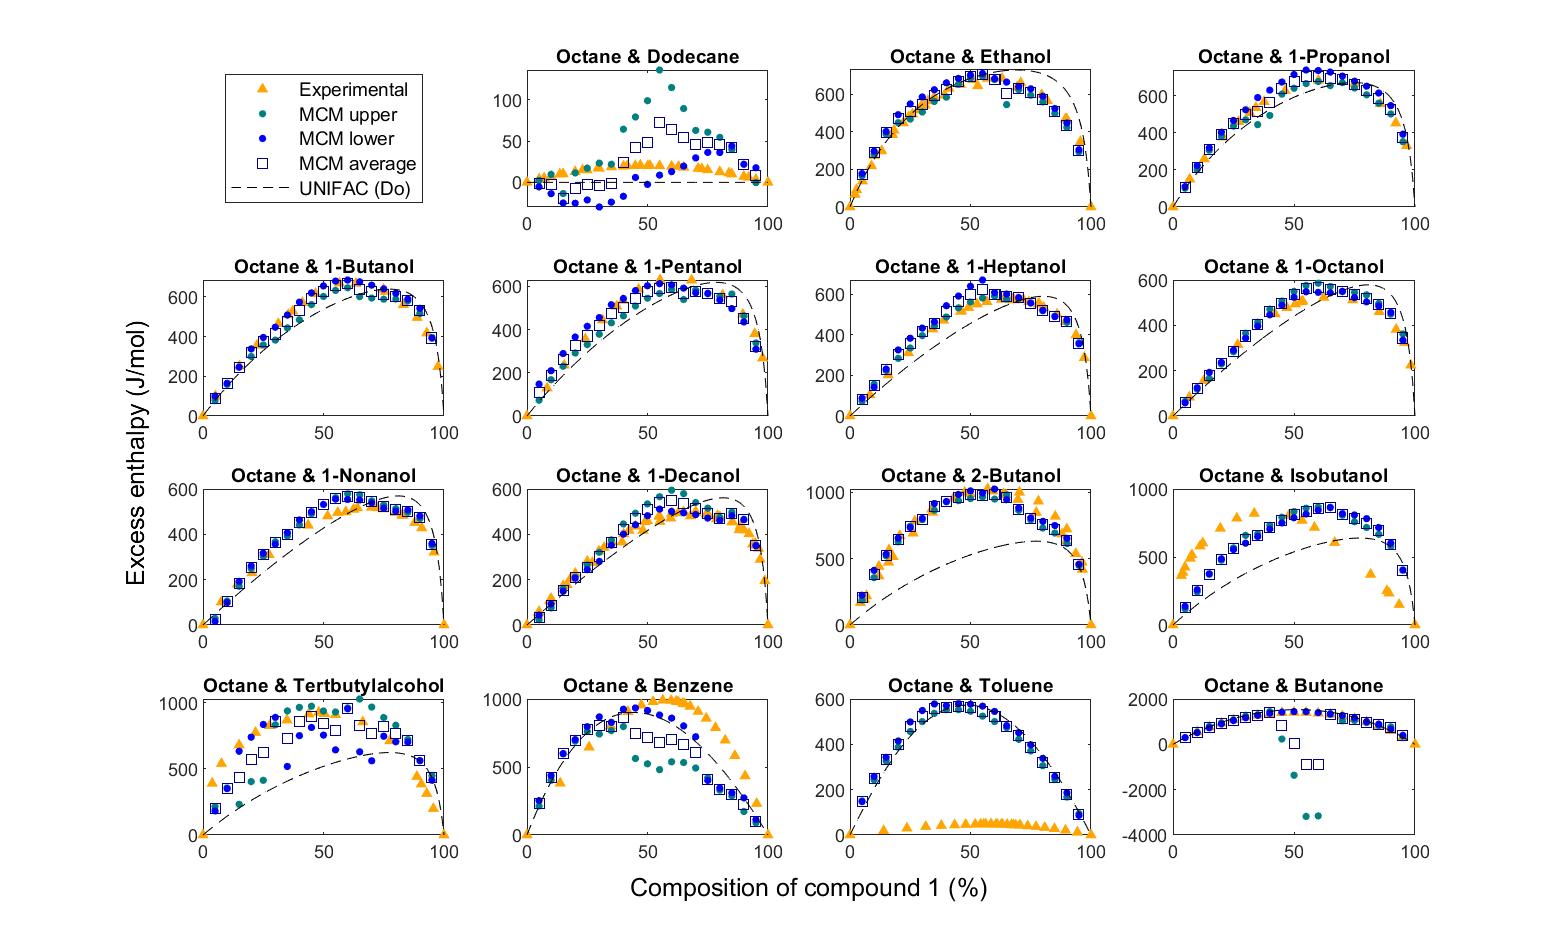 Experimental
MCM upper
MCM lower
MCM average
UNIFAC (Do)
Octane & Dodecane
100
50
0
0 50 100
Octane & Ethanol
600
400
200
0
0 50 100
Octane & 1-Propanol
600
400
200
0
0 50 100
Octane & 1-Butanol
600
400
200
0
0 50 100
Octane & 1-Pentanol
600
400
200
0
0 50 100
Octane & 1-Heptanol
600
400
200
0
0 50 100
Octane & 1-Octanol
600
400
200
0
0 50 100
Octane & 1-Nonanol
600
400
200
0
0 50 100
Octane & 1-Decanol
600
400
200
0
0 50 100
Octane & 2-Butanol
1000
500
0
0 50 100
Octane & Isobutanol
1000
500
0
0 50 100
Octane & Tertbutylalcohol
1000
500
0
0 50 100
Octane & Benzene
1000
500
0
0 50 100
Octane & Toluene
600
400
200
0
0 50 100
Octane & Butanone
2000
0
-2000
-4000
0 50 100
Excess enthalpy (J/mol)
Composition of compound 1 (%)